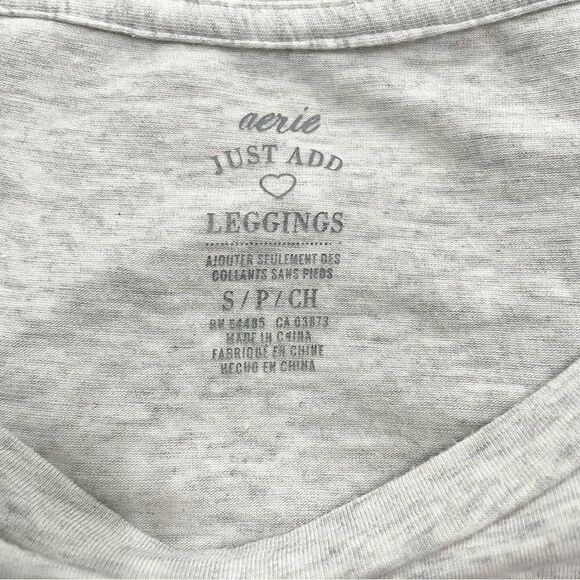 aerie
JUST ADD
LEGGINGS
AJOUTER SEULEMENT DES
COLLANTS SANS PIEDS
S / P / CH
RN 54485 CA 03873
MADE IN CHINA
FABRIQUÉ EN CHINE
HECHO EN CHINA